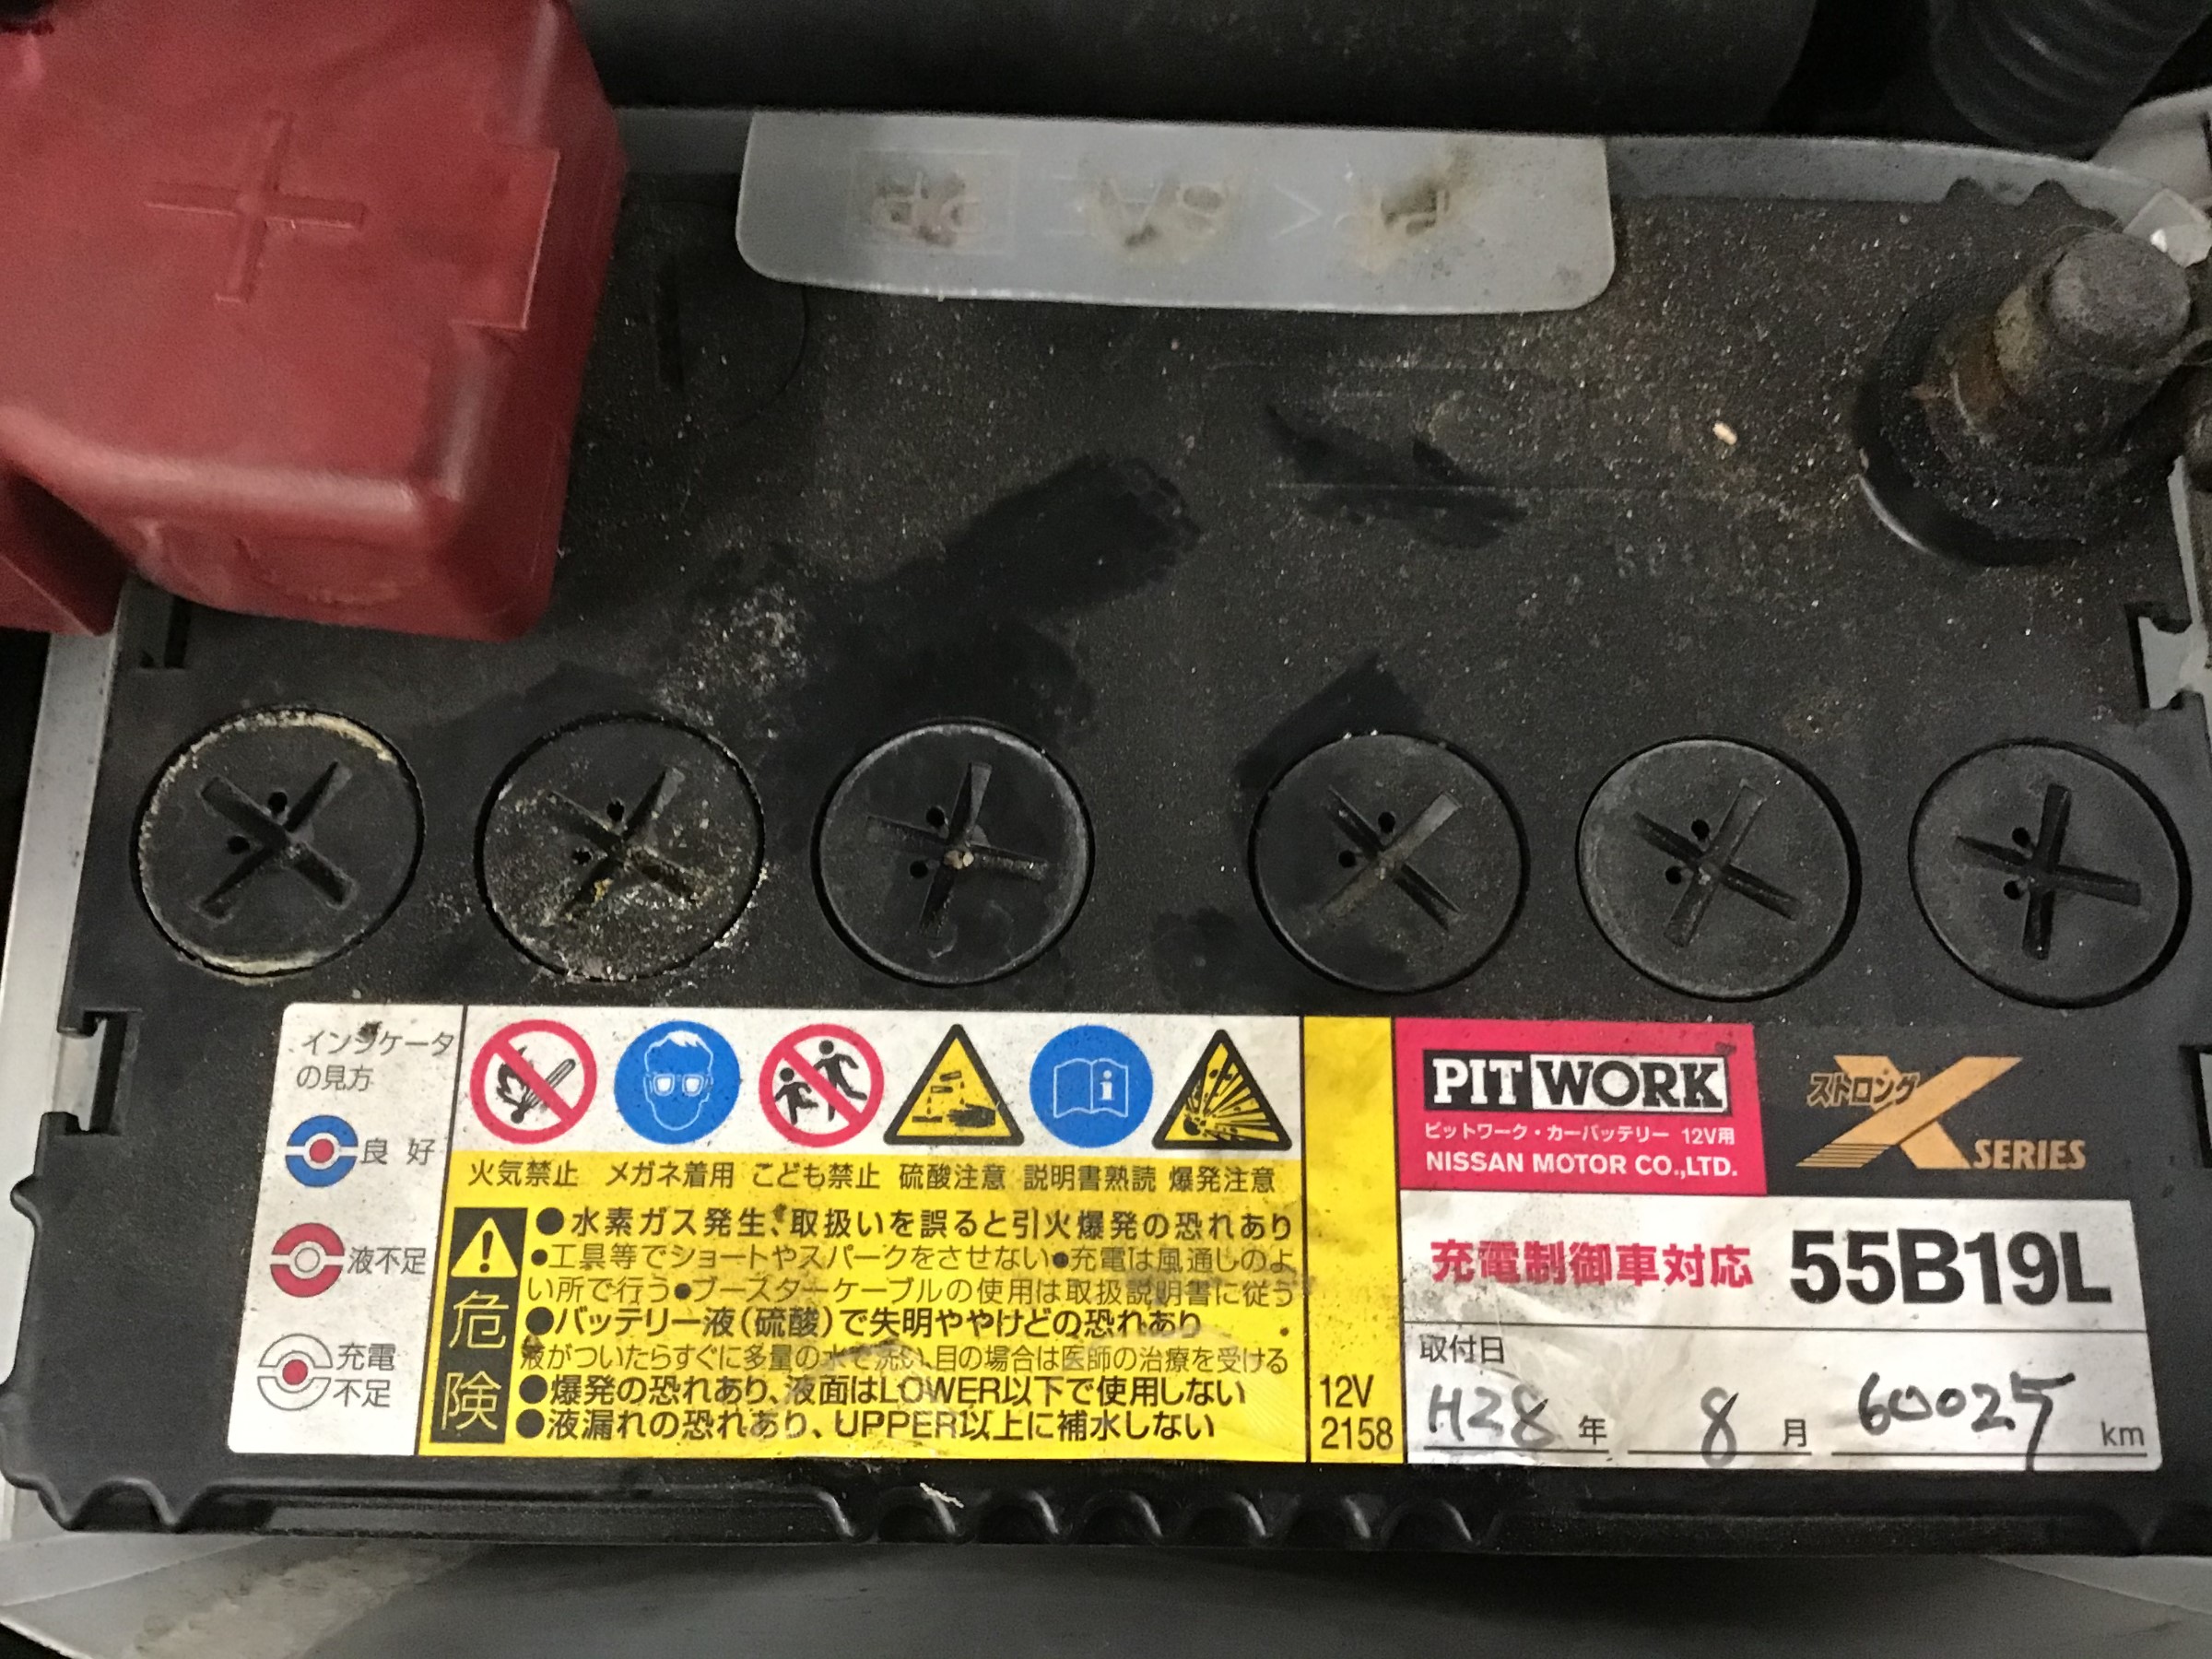 インジケータ
の見方
良 好
液不足
充電
不足
火気禁止 メガネ着用 こども禁止 硫酸注意 説明書熟読 爆発注意
危
険
●水素ガス発生、取扱いを誤ると引火爆発の恐れあり
●工具等でショートやスパークをさせない●充電は風通しのよ
い所で行う●ブースターケーブルの使用は取扱説明書に従う
●バッテリー液(硫酸)で失明ややけどの恐れあり
液がついたらすぐに多量の水で洗い、目の場合は医師の治療を受ける
●爆発の恐れあり、液面はLOWER以下で使用しない
●液漏れの恐れあり、UPPER以上に補水しない
12V
2158
PIT WORK
ピットワーク・カーバッテリー 12V用
NISSAN MOTOR CO.,LTD.
ストロング
X SERIES
充電制御車対応 55B19L
取付日
H28 年 8 月 60025 km